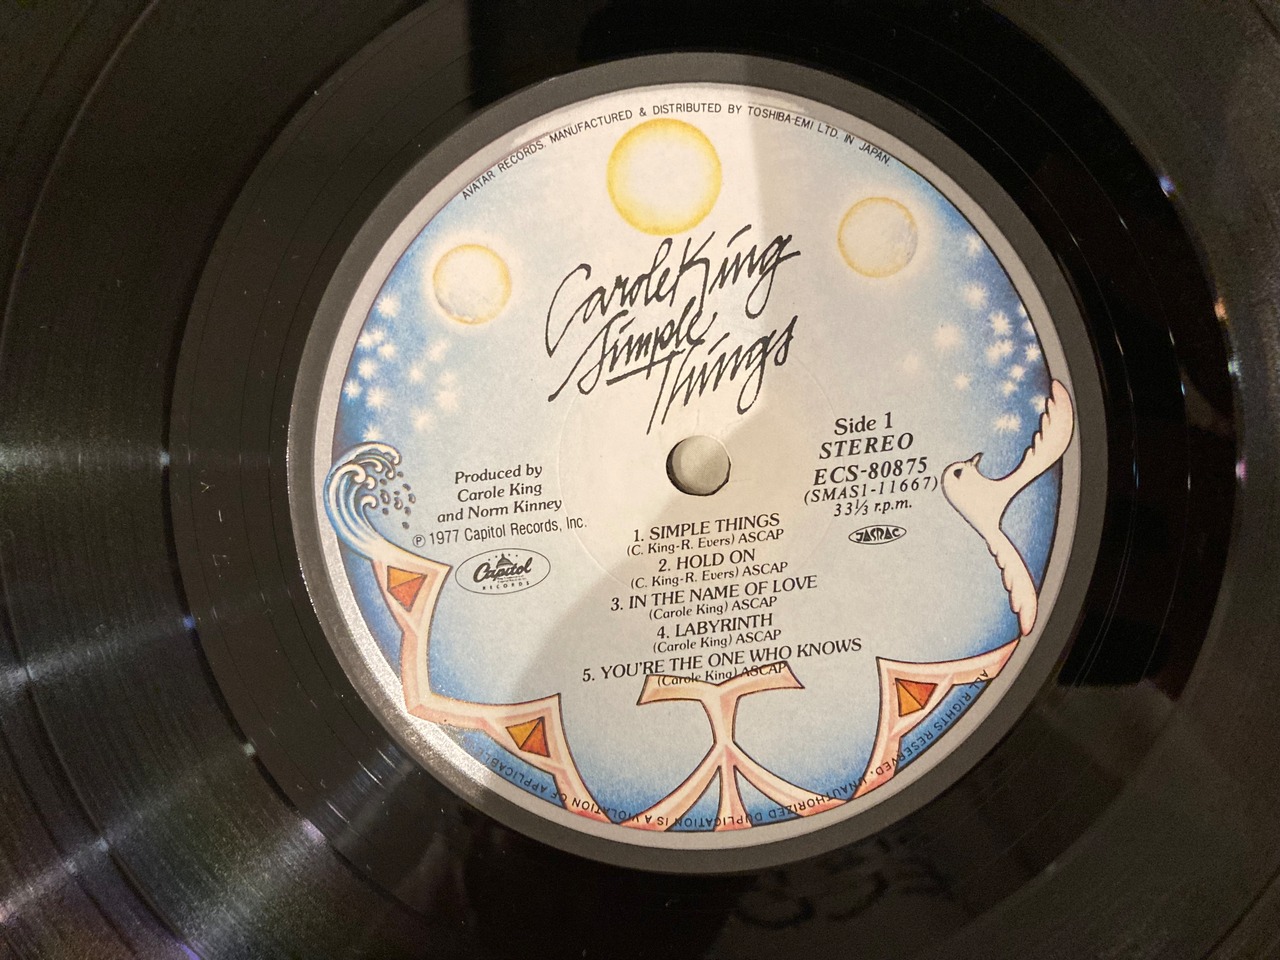 AVATAR RECORDS. MANUFACTURED & DISTRIBUTED BY TOSHIBA-EMI LTD. IN JAPAN.
Carole King
Simple
Things
Side 1
STEREO
ECS-80875
(SMAS1-11667)
33⅓ r.p.m.
JASRAC
Produced by
Carole King
and Norm Kinney
Ⓟ1977 Capitol Records, Inc.
Capitol
RECORDS
1. SIMPLE THINGS
(C. King-R. Evers) ASCAP
2. HOLD ON
(C. King-R. Evers) ASCAP
3. IN THE NAME OF LOVE
(Carole King) ASCAP
4. LABYRINTH
(Carole King) ASCAP
5. YOU'RE THE ONE WHO KNOWS
(Carole King) ASCAP
ALL RIGHTS RESERVED. UNAUTHORIZED DUPLICATION IS A VIOLATION OF APPLICABL